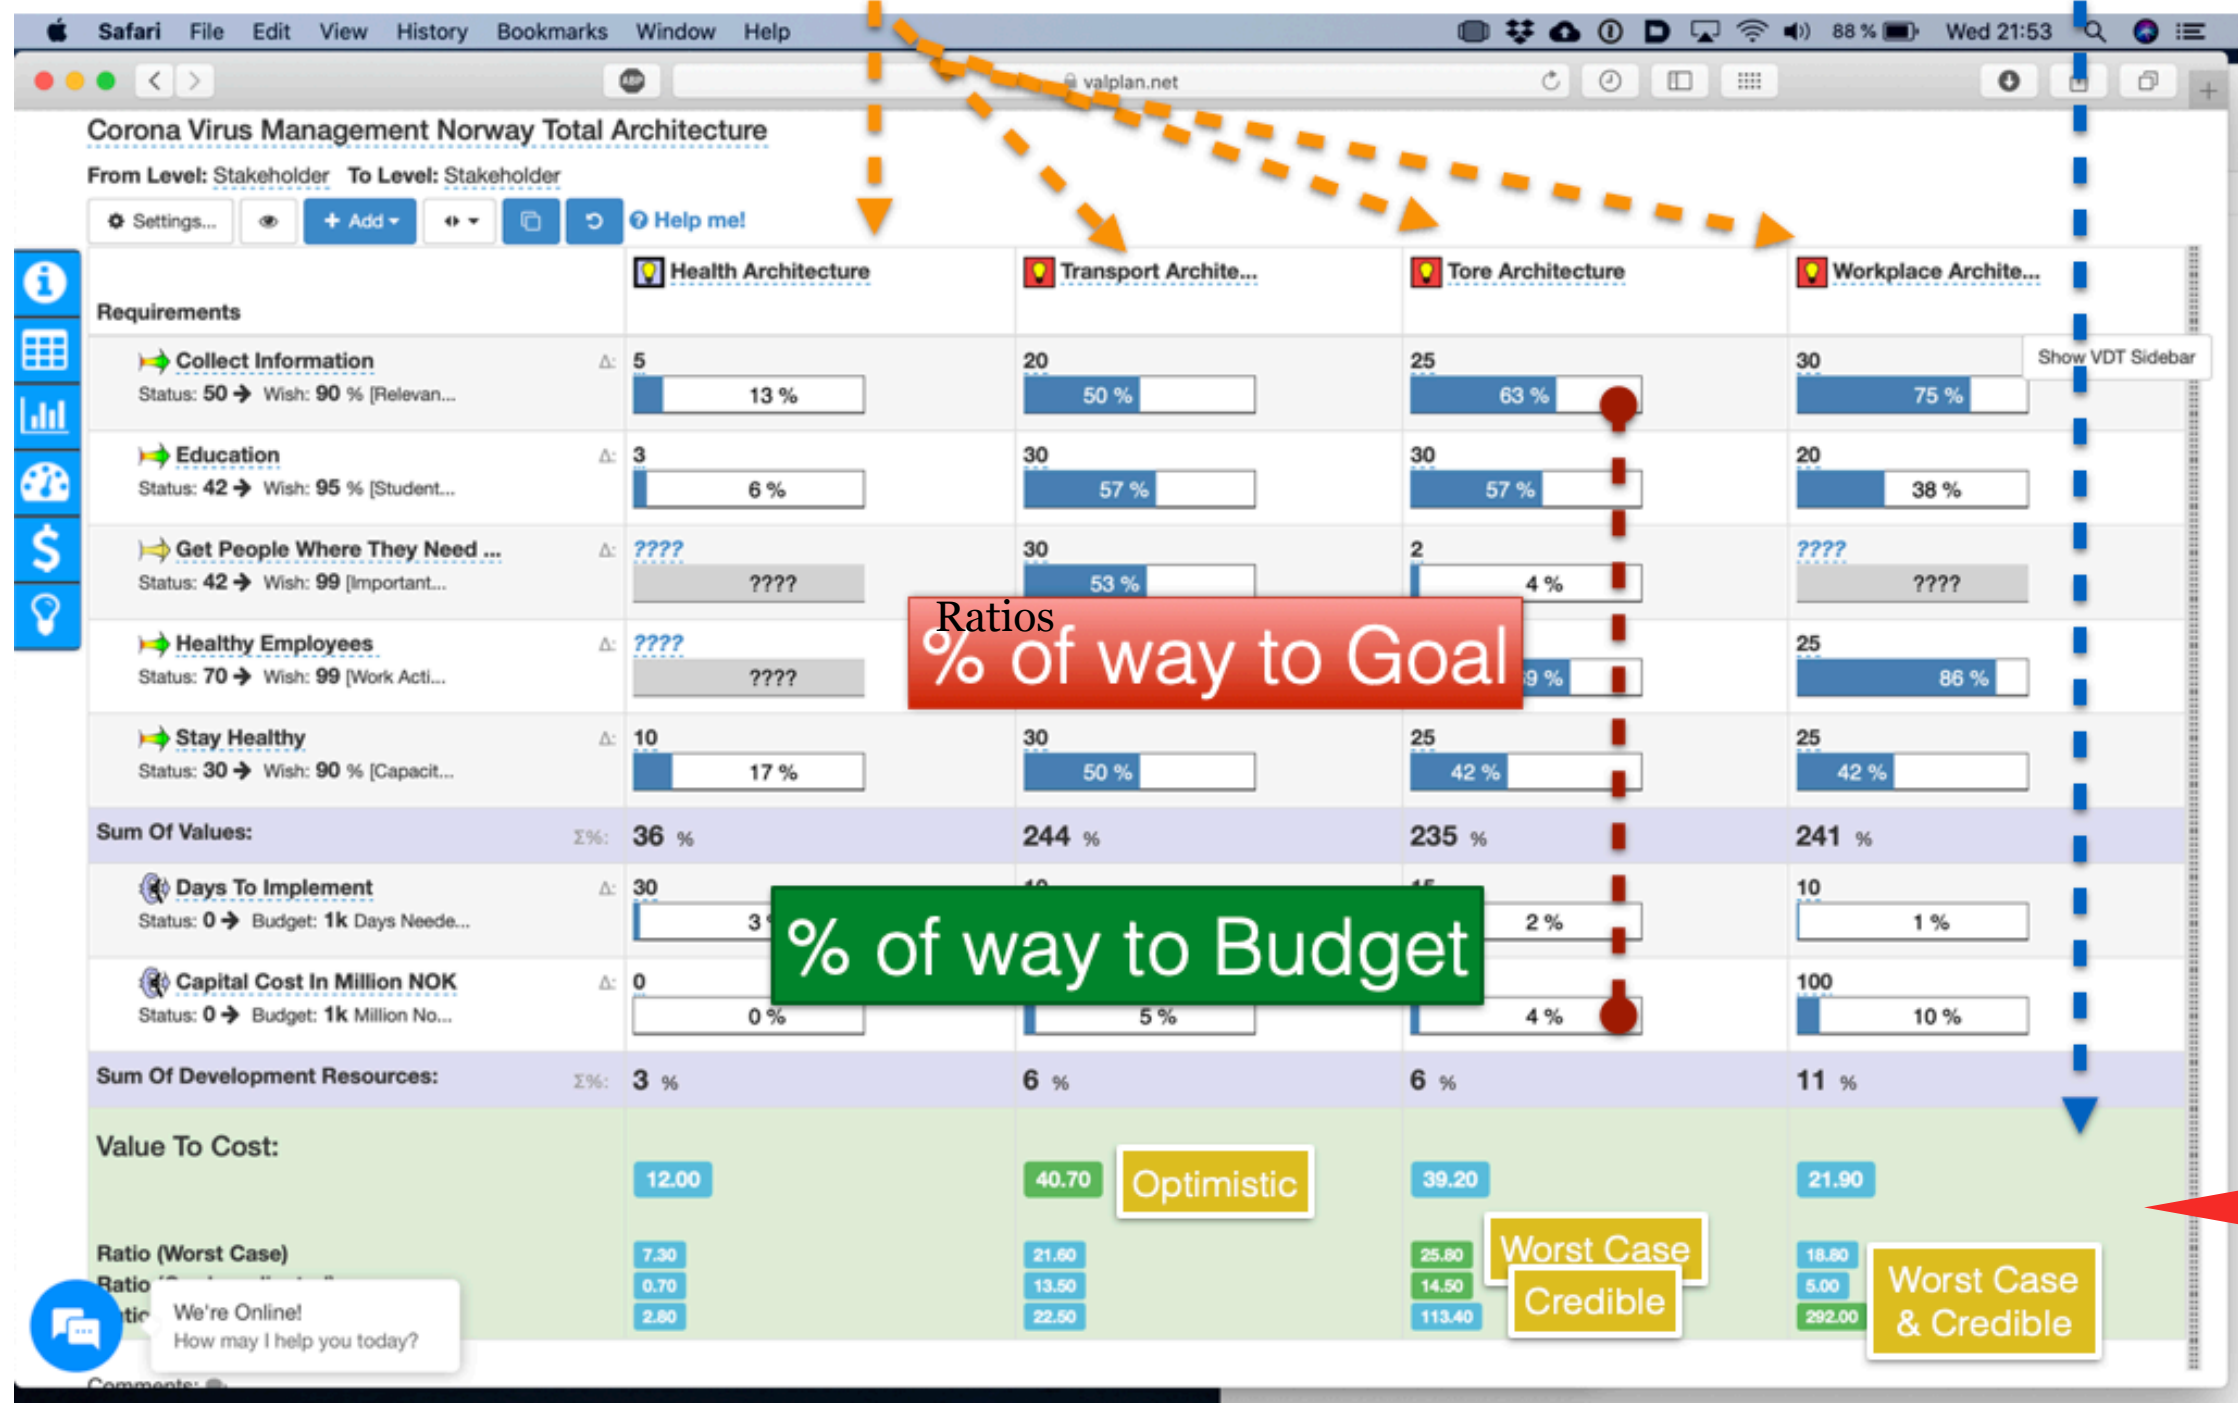 Safari File Edit View History Bookmarks Window Help 88 % Wed 21:53
ABP valplan.net
Corona Virus Management Norway Total Architecture
From Level: Stakeholder To Level: Stakeholder
Settings... + Add Help me!
Requirements Health Architecture Transport Archite... Tore Architecture Workplace Archite...
Show VDT Sidebar
Collect Information Δ: 5 20 25 30
Status: 50 → Wish: 90 % [Relevan... 13 % 50 % 63 % 75 %
Education Δ: 3 30 30 20
Status: 42 → Wish: 95 % [Student... 6 % 57 % 57 % 38 %
Get People Where They Need ... Δ: ???? 30 2 ????
Status: 42 → Wish: 99 [Important... ???? 53 % 4 % ????
Ratios
% of way to Goal
Healthy Employees Δ: ???? 25
Status: 70 → Wish: 99 [Work Acti... ???? 9 % 86 %
Stay Healthy Δ: 10 30 25 25
Status: 30 → Wish: 90 % [Capacit... 17 % 50 % 42 % 42 %
Sum Of Values: Σ%: 36 % 244 % 235 % 241 %
Days To Implement Δ: 30 10
Status: 0 → Budget: 1k Days Neede... 3 2 % 1 %
% of way to Budget
Capital Cost In Million NOK Δ: 0 100
Status: 0 → Budget: 1k Million No... 0 % 5 % 4 % 10 %
Sum Of Development Resources: Σ%: 3 % 6 % 6 % 11 %
Value To Cost:
12.00 40.70 Optimistic 39.20 21.90
Ratio (Worst Case) 7.30 21.60 25.80 Worst Case 18.80
Ratio 0.70 13.50 14.50 Credible 5.00
2.80 22.50 113.40 292.00
Worst Case
& Credible
We're Online!
How may I help you today?
Comments: